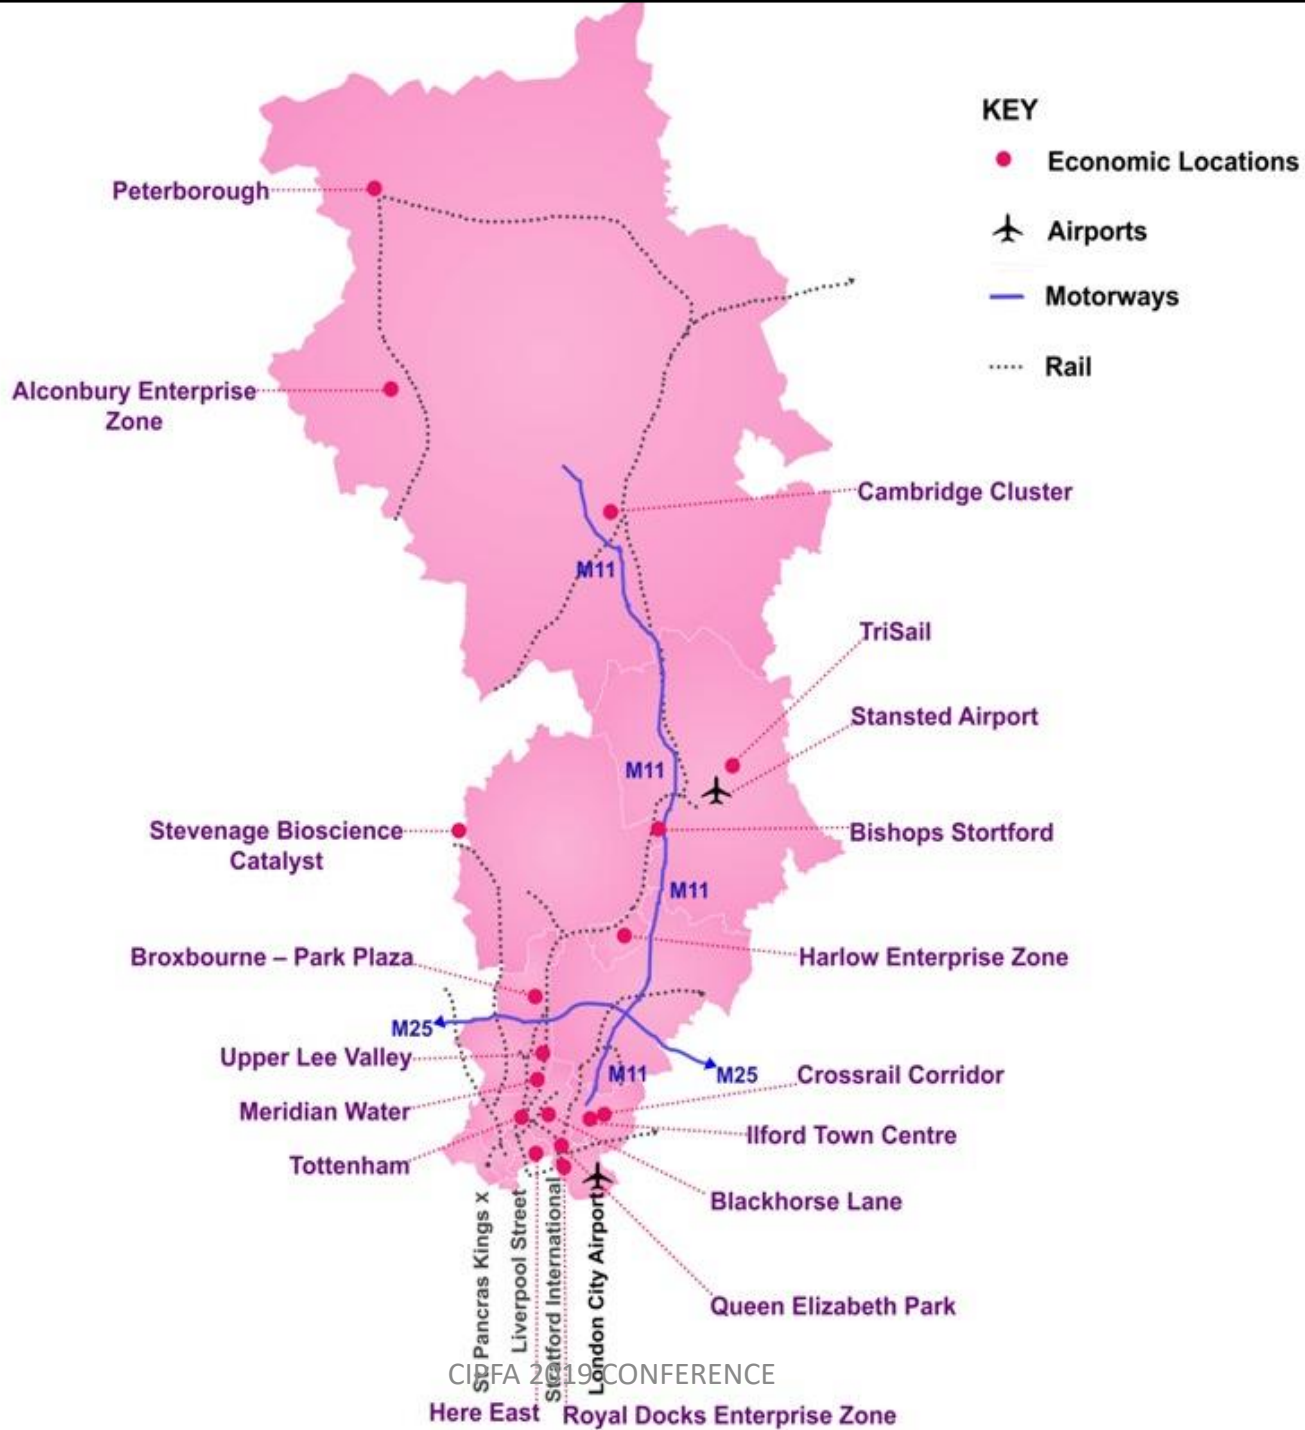 KEY
Economic Locations
Airports
Motorways
Rail
Peterborough
Alconbury Enterprise
Zone
Cambridge Cluster
M11
TriSail
Stansted Airport
M11
Stevenage Bioscience
Catalyst
Bishops Stortford
M11
Broxbourne – Park Plaza
Harlow Enterprise Zone
M25
Upper Lee Valley
M11
M25
Crossrail Corridor
Meridian Water
Ilford Town Centre
Tottenham
Blackhorse Lane
St Pancras Kings X
Liverpool Street
Stratford International
London City Airport
Queen Elizabeth Park
CIPFA 2019 CONFERENCE
Here East
Royal Docks Enterprise Zone